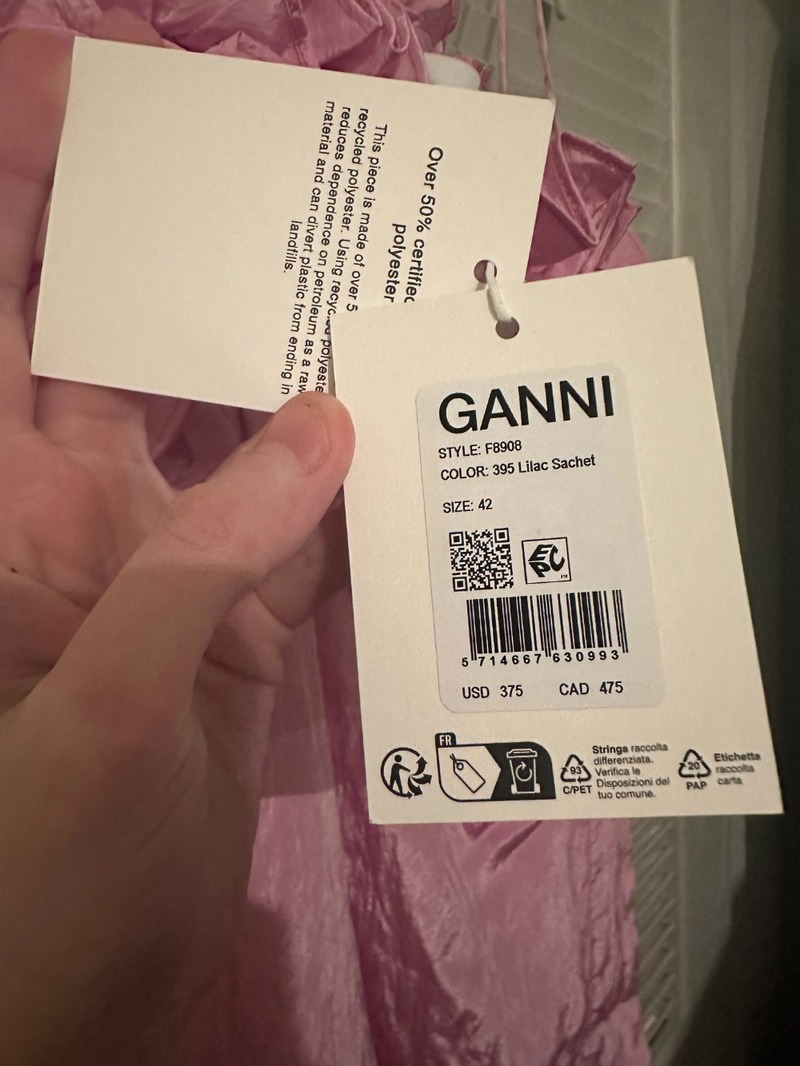 Over 50% certified
polyester
This piece is made of over 5
recycled polyester. Using recyc
reduces dependence on petroleum as a raw
material and can divert plastic from ending in
landfills.
GANNI
STYLE: F8908
COLOR: 395 Lilac Sachet
SIZE: 42
EPC
TM
5 714667 630993
USD 375 CAD 475
FR
93
C/PET
Stringa raccolta
differenziata.
Verifica le
Disposizioni del
tuo comune.
20
PAP
Etichetta
raccolta
carta